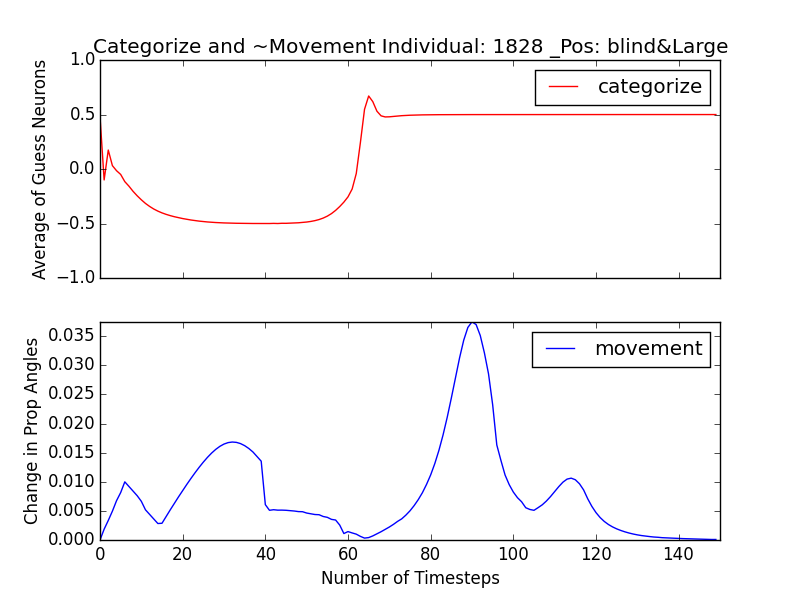 Categorize and ~Movement Individual: 1828 _Pos: blind&Large
Average of Guess Neurons
1.0
0.5
0.0
−0.5
−1.0
categorize
Change in Prop Angles
0.035
0.030
0.025
0.020
0.015
0.010
0.005
0.000
movement
0 20 40 60 80 100 120 140
Number of Timesteps